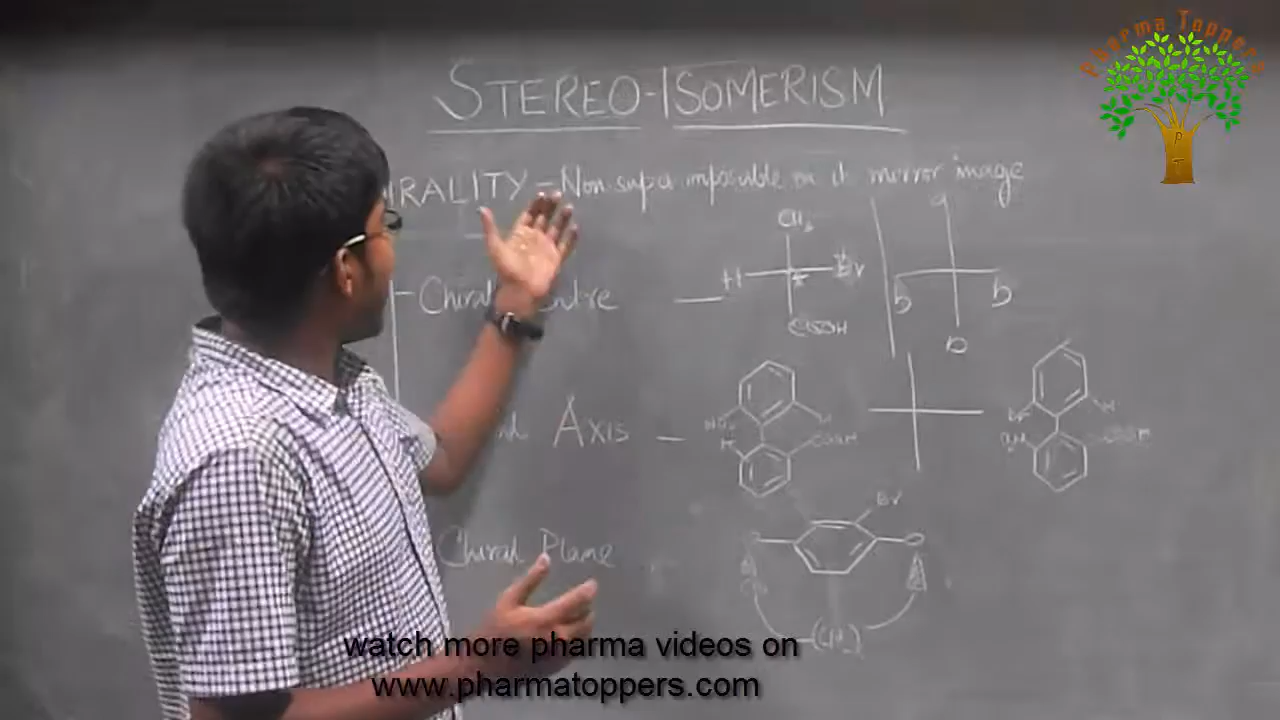 Pharma Toppers
P
T
STEREO-ISOMERISM
IRALITY = Non super imposible on it mirror image
CH3
a
H
Br
b
b
Chiral
COOH
b
AXIS
NO2
H
H
COOH
H
COOH
Br
Chiral Plane
O
watch more pharma videos on
www.pharmatoppers.com